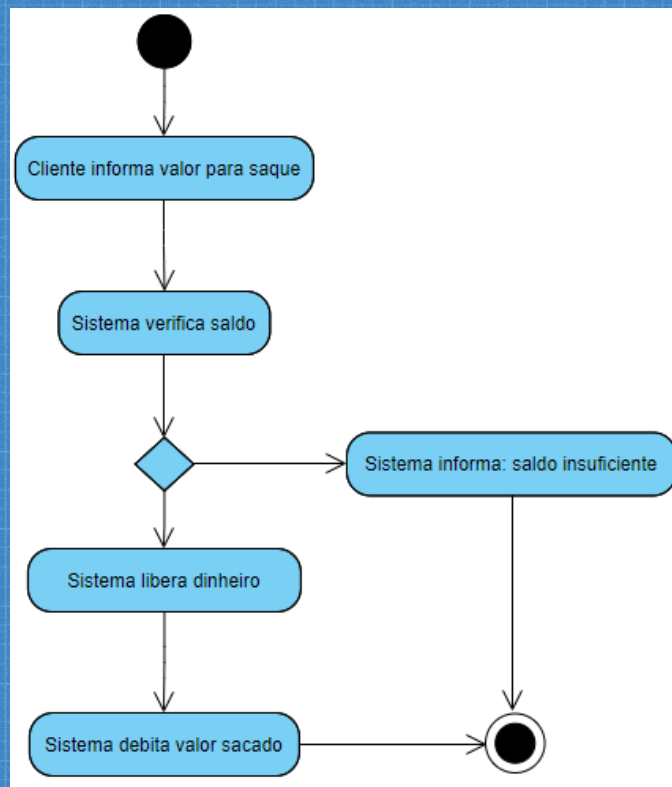 Cliente informa valor para saque
Sistema verifica saldo
Sistema informa: saldo insuficiente
Sistema libera dinheiro
Sistema debita valor sacado